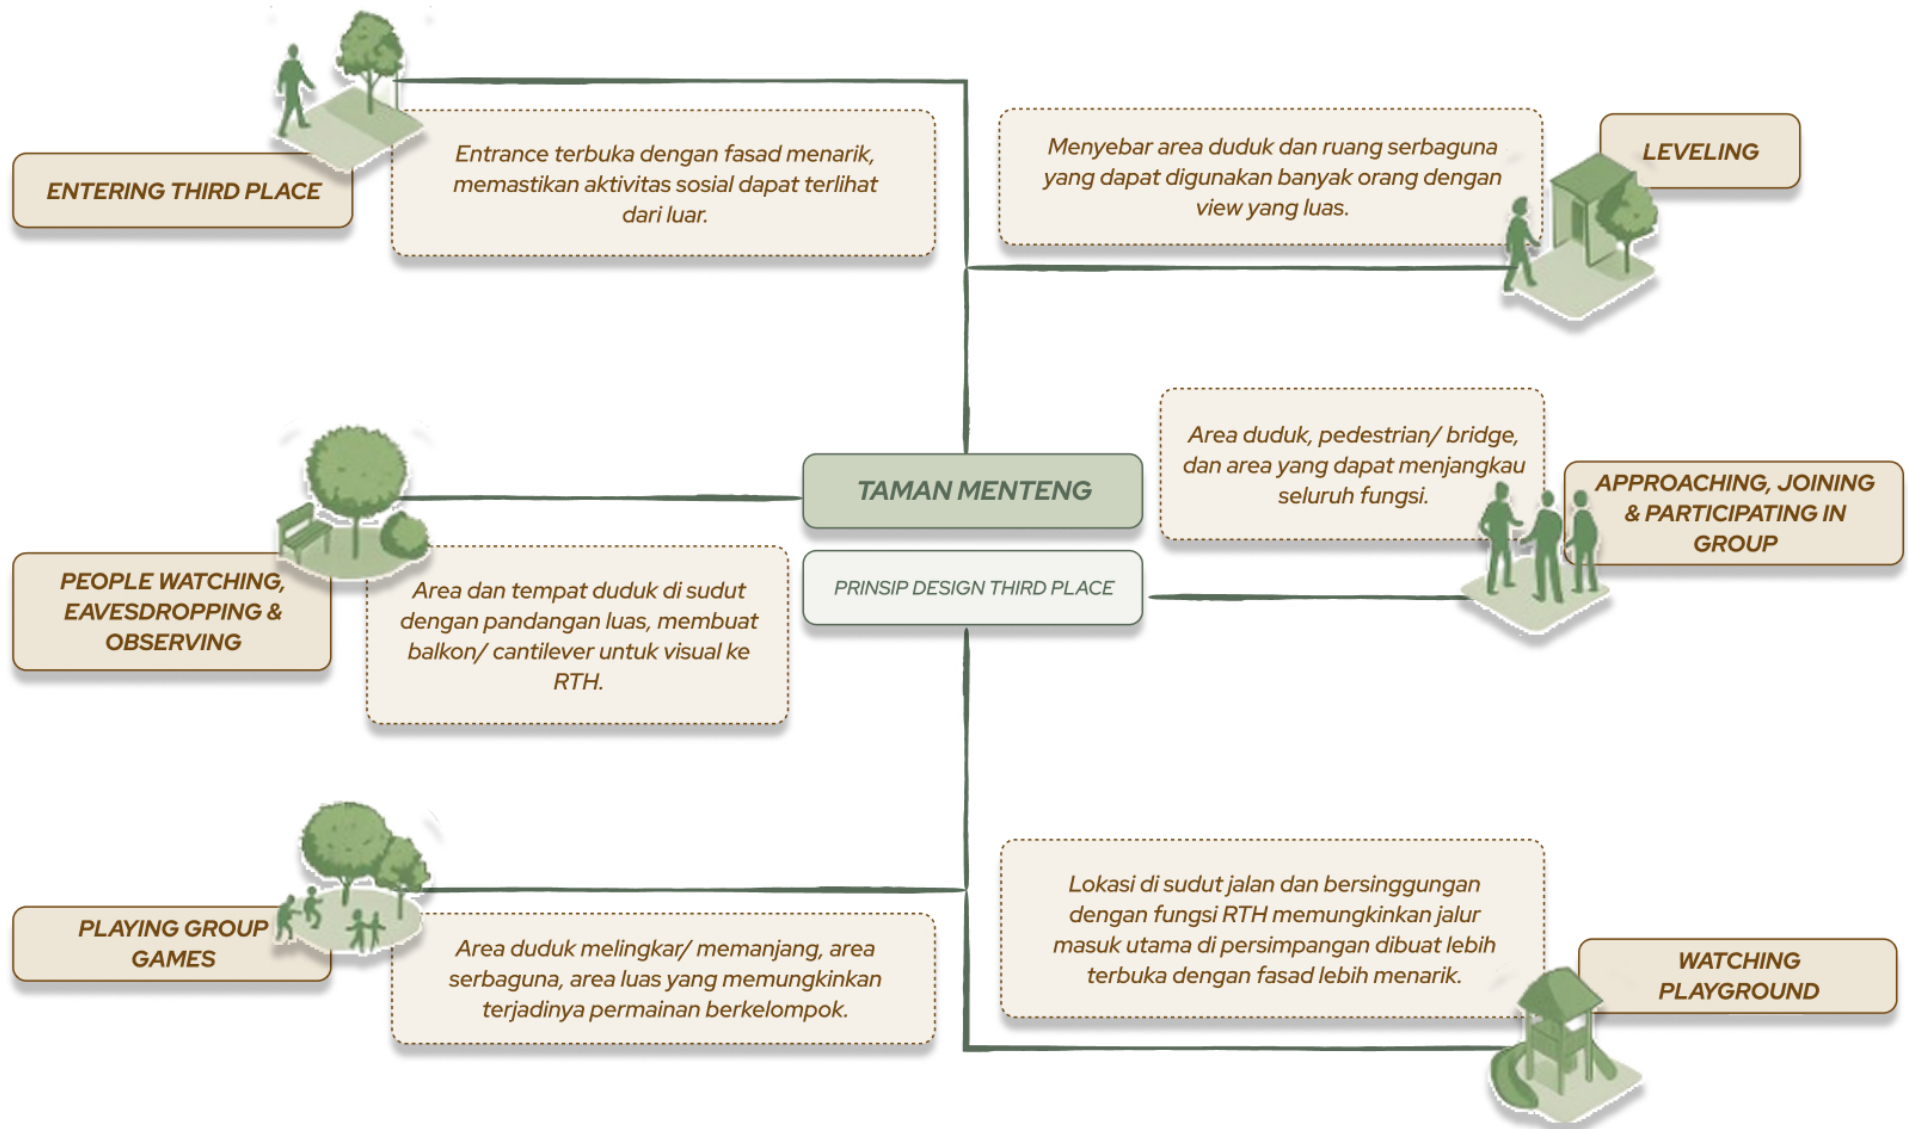 ENTERING THIRD PLACE
Entrance terbuka dengan fasad menarik,
memastikan aktivitas sosial dapat terlihat
dari luar.
Menyebar area duduk dan ruang serbaguna
yang dapat digunakan banyak orang dengan
view yang luas.
LEVELING
PEOPLE WATCHING,
EAVESDROPPING &
OBSERVING
Area dan tempat duduk di sudut
dengan pandangan luas, membuat
balkon/ cantilever untuk visual ke
RTH.
TAMAN MENTENG
PRINSIP DESIGN THIRD PLACE
Area duduk, pedestrian/ bridge,
dan area yang dapat menjangkau
seluruh fungsi.
APPROACHING, JOINING
& PARTICIPATING IN
GROUP
PLAYING GROUP
GAMES
Area duduk melingkar/ memanjang, area
serbaguna, area luas yang memungkinkan
terjadinya permainan berkelompok.
Lokasi di sudut jalan dan bersinggungan
dengan fungsi RTH memungkinkan jalur
masuk utama di persimpangan dibuat lebih
terbuka dengan fasad lebih menarik.
WATCHING
PLAYGROUND